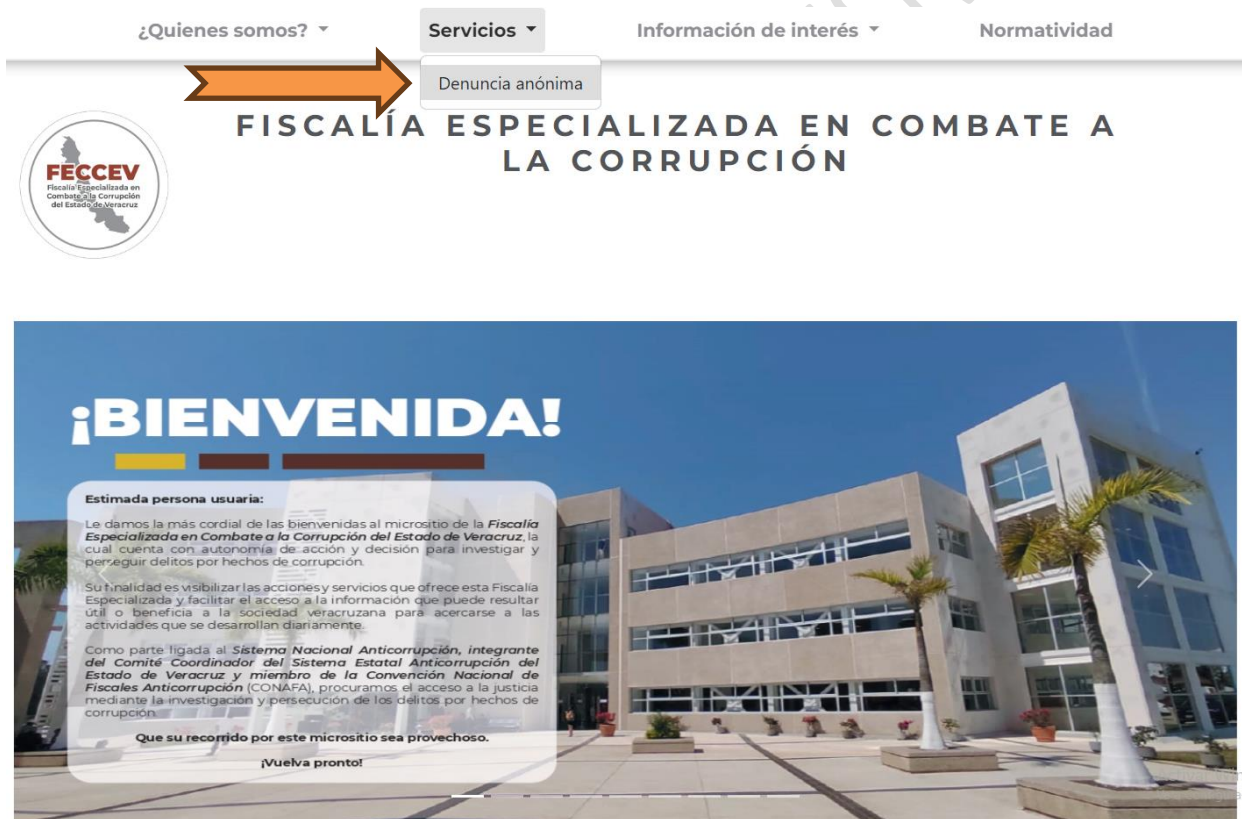 ¿Quienes somos?
Servicios
Información de interés
Normatividad
Denuncia anónima
FISCALÍA ESPECIALIZADA EN COMBATE A
LA CORRUPCIÓN
FECCEV
Fiscalía Especializada en
Combate a la Corrupción
del Estado de Veracruz
¡BIENVENIDA!
Estimada persona usuaria:
Le damos la más cordial de las bienvenidas al micrositio de la Fiscalía
Especializada en Combate a la Corrupción del Estado de Veracruz, la
cual cuenta con autonomía de acción y decisión para investigar y
perseguir delitos por hechos de corrupción.
Su finalidad es visibilizar las acciones y servicios que ofrece esta Fiscalía
Especializada y facilitar el acceso a la información que puede resultar
útil o beneficia a la sociedad veracruzana para acercarse a las
actividades que se desarrollan diariamente.
Como parte ligada al Sistema Nacional Anticorrupción, integrante
del Comité Coordinador del Sistema Estatal Anticorrupción del
Estado de Veracruz y miembro de la Convención Nacional de
Fiscales Anticorrupción (CONAFA), procuramos el acceso a la justicia
mediante la investigación y persecución de los delitos por hechos de
corrupción.
Que su recorrido por este micrositio sea provechoso.
¡Vuelva pronto!